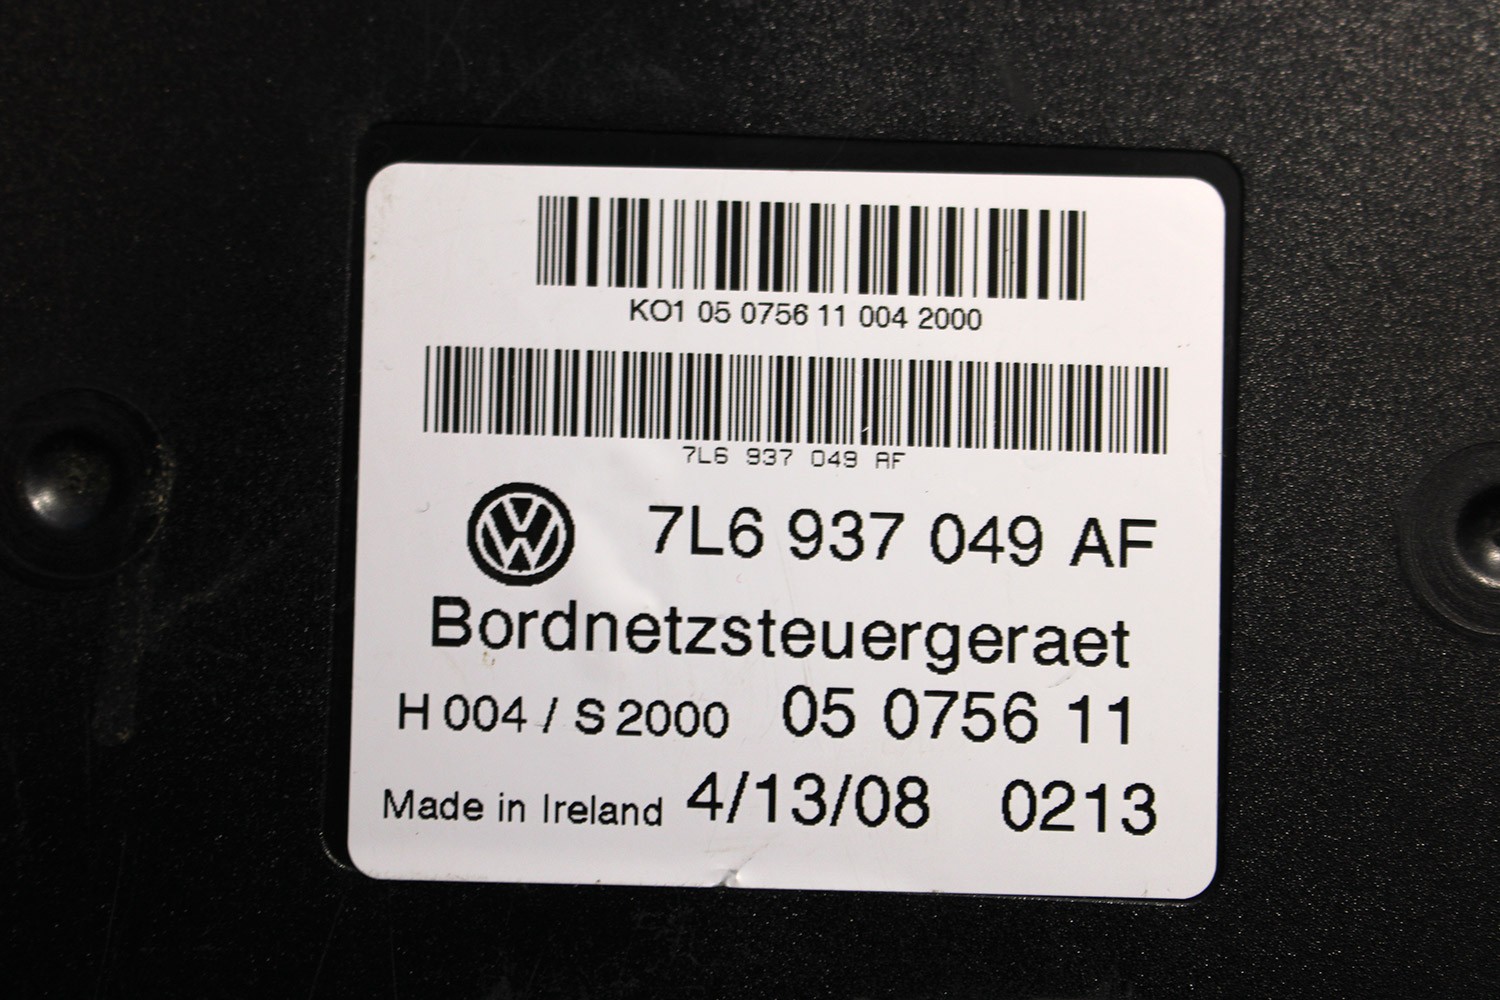 KO1 05 0756 11 004 2000
7L6 937 049 AF
7L6 937 049 AF
Bordnetzsteuergeraet
H 004 / S 2000 05 0756 11
Made in Ireland 4/13/08 0213